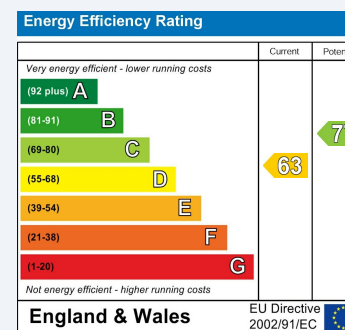 Energy Efficiency Rating
Current
Very energy efficient - lower running costs
(92 plus) A
(81-91) B
(69-80) C
(55-68) D
63
(39-54) E
(21-38) F
(1-20) G
Not energy efficient - higher running costs
England & Wales
EU Directive
2002/91/EC